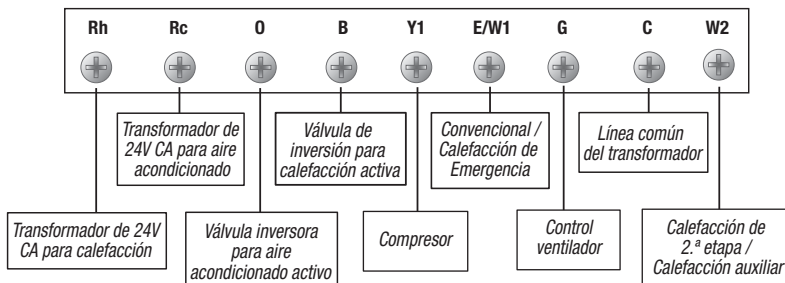 Rh Rc O B Y1 E/W1 G C W2
Transformador de
24V CA para aire
acondicionado
Válvula de
inversión para
calefacción activa
Convencional /
Calefacción de
Emergencia
Línea común
del transformador
Transformador de 24V
CA para calefacción
Válvula inversora
para aire
acondicionado activo
Compresor
Control
ventilador
Calefacción de
2.ª etapa /
Calefacción auxiliar